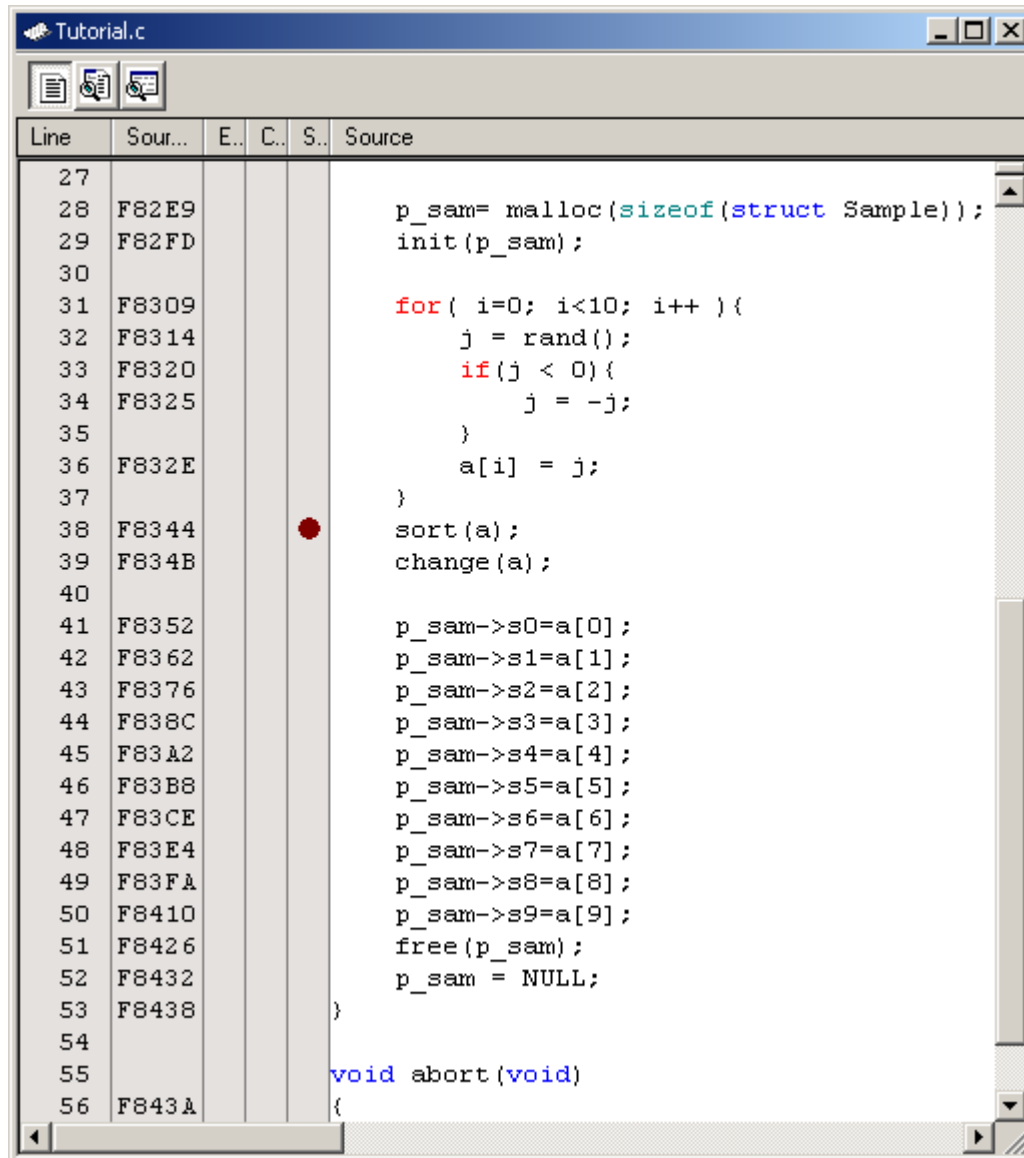 Tutorial.c
Line Sour... E.. C.. S.. Source
27
28 F82E9 p_sam= malloc(sizeof(struct Sample));
29 F82FD init(p_sam);
30
31 F8309 for( i=0; i<10; i++ ){
32 F8314 j = rand();
33 F8320 if(j < 0){
34 F8325 j = -j;
35 }
36 F832E a[i] = j;
37 }
38 F8344 sort(a);
39 F834B change(a);
40
41 F8352 p_sam->s0=a[0];
42 F8362 p_sam->s1=a[1];
43 F8376 p_sam->s2=a[2];
44 F838C p_sam->s3=a[3];
45 F83A2 p_sam->s4=a[4];
46 F83B8 p_sam->s5=a[5];
47 F83CE p_sam->s6=a[6];
48 F83E4 p_sam->s7=a[7];
49 F83FA p_sam->s8=a[8];
50 F8410 p_sam->s9=a[9];
51 F8426 free(p_sam);
52 F8432 p_sam = NULL;
53 F8438 }
54
55 void abort(void)
56 F843A {